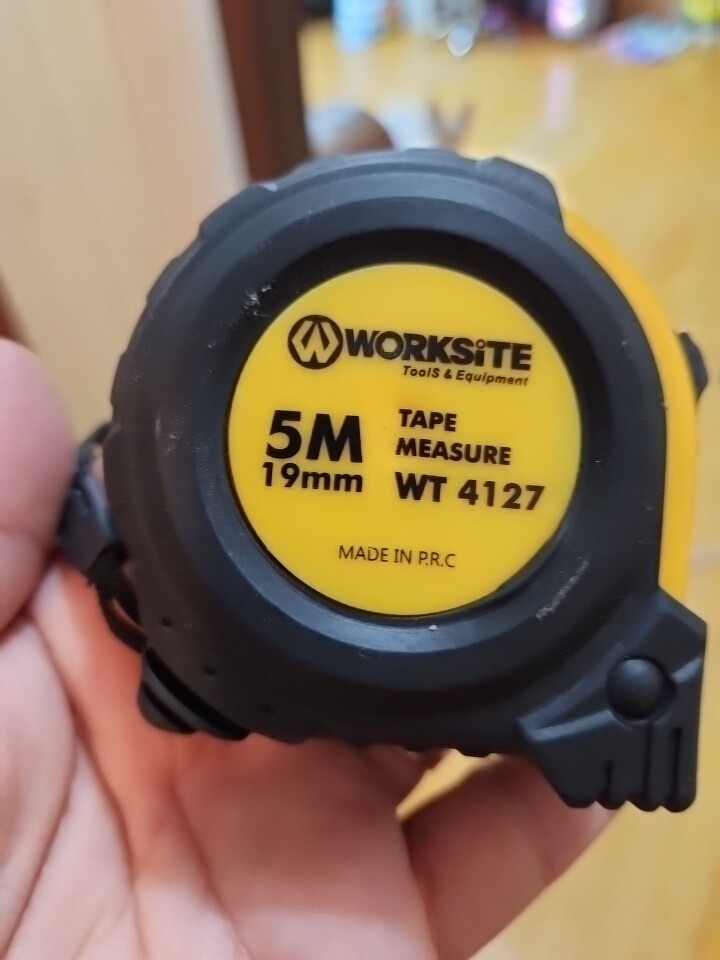 WORKSiTE
ToolS & Equipment
5M
19mm
TAPE
MEASURE
WT 4127
MADE IN P.R.C